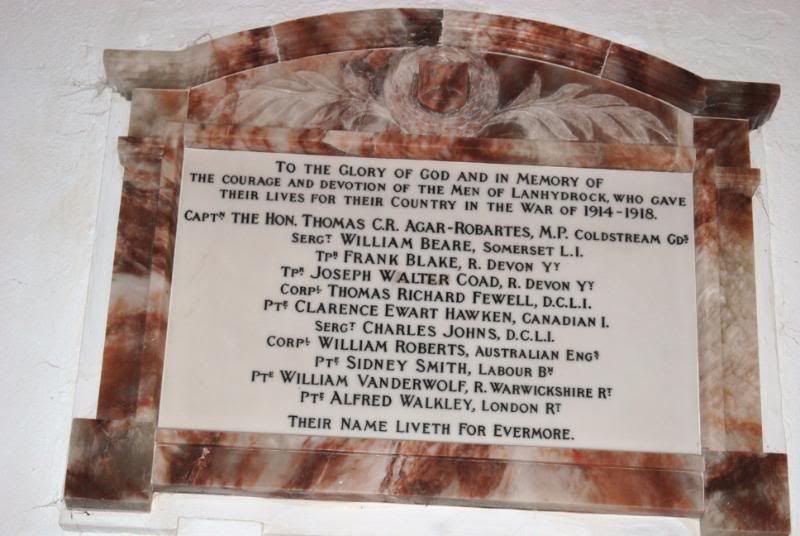 TO THE GLORY OF GOD AND IN MEMORY OF
THE COURAGE AND DEVOTION OF THE MEN OF LANHYDROCK, WHO GAVE
THEIR LIVES FOR THEIR COUNTRY IN THE WAR OF 1914-1918.
CAPTN THE HON. THOMAS C.R. AGAR-ROBARTES, M.P. COLDSTREAM GDS
SERGT WILLIAM BEARE, SOMERSET L.I.
TPR FRANK BLAKE, R. DEVON YY
TPR JOSEPH WALTER COAD, R. DEVON YY
CORPL THOMAS RICHARD FEWELL, D.C.L.I.
PTE CLARENCE EWART HAWKEN, CANADIAN I.
SERGT CHARLES JOHNS, D.C.L.I.
CORPL WILLIAM ROBERTS, AUSTRALIAN ENGS
PTE SIDNEY SMITH, LABOUR BN
PTE WILLIAM VANDERWOLF, R. WARWICKSHIRE RT
PTE ALFRED WALKLEY, LONDON RT
THEIR NAME LIVETH FOR EVERMORE.